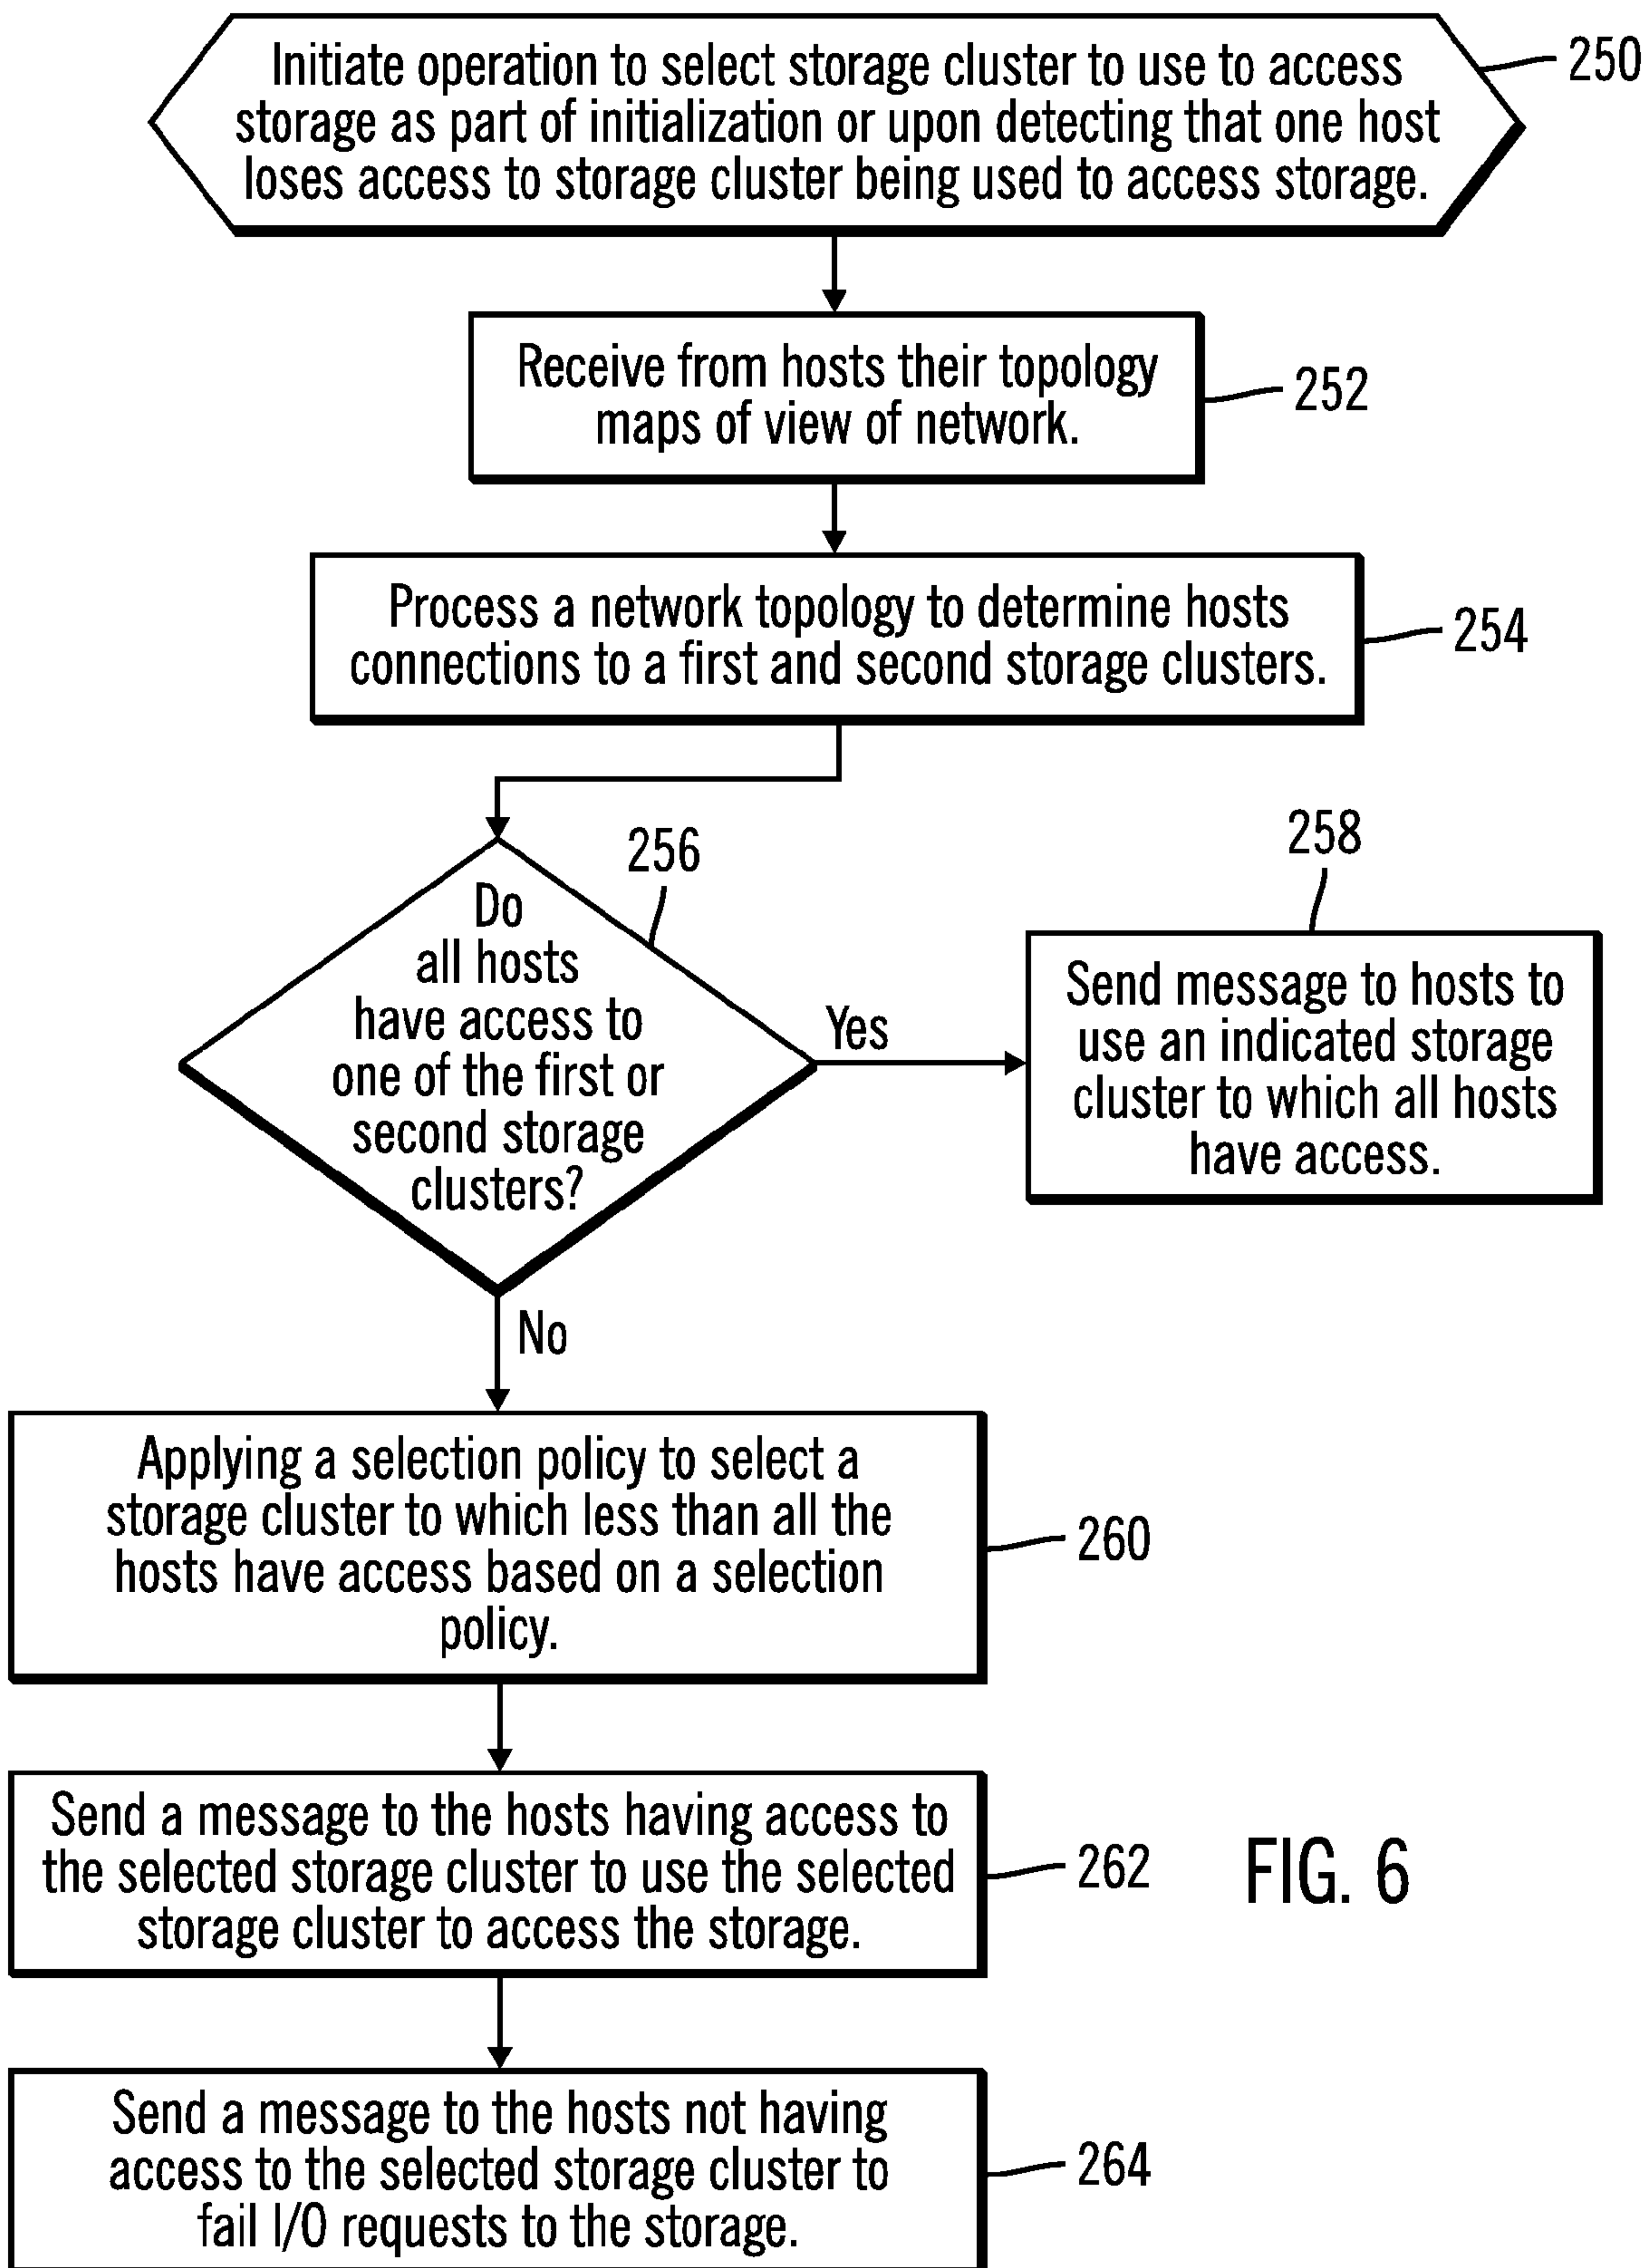 Initiate operation to select storage cluster to use to access
storage as part of initialization or upon detecting that one host
loses access to storage cluster being used to access storage.
250
Receive from hosts their topology
maps of view of network.
252
Process a network topology to determine hosts
connections to a first and second storage clusters.
254
256
Do
all hosts
have access to
one of the first or
second storage
clusters?
Yes
258
Send message to hosts to
use an indicated storage
cluster to which all hosts
have access.
No
Applying a selection policy to select a
storage cluster to which less than all the
hosts have access based on a selection
policy.
260
Send a message to the hosts having access to
the selected storage cluster to use the selected
storage cluster to access the storage.
262
FIG. 6
Send a message to the hosts not having
access to the selected storage cluster to
fail I/O requests to the storage.
264